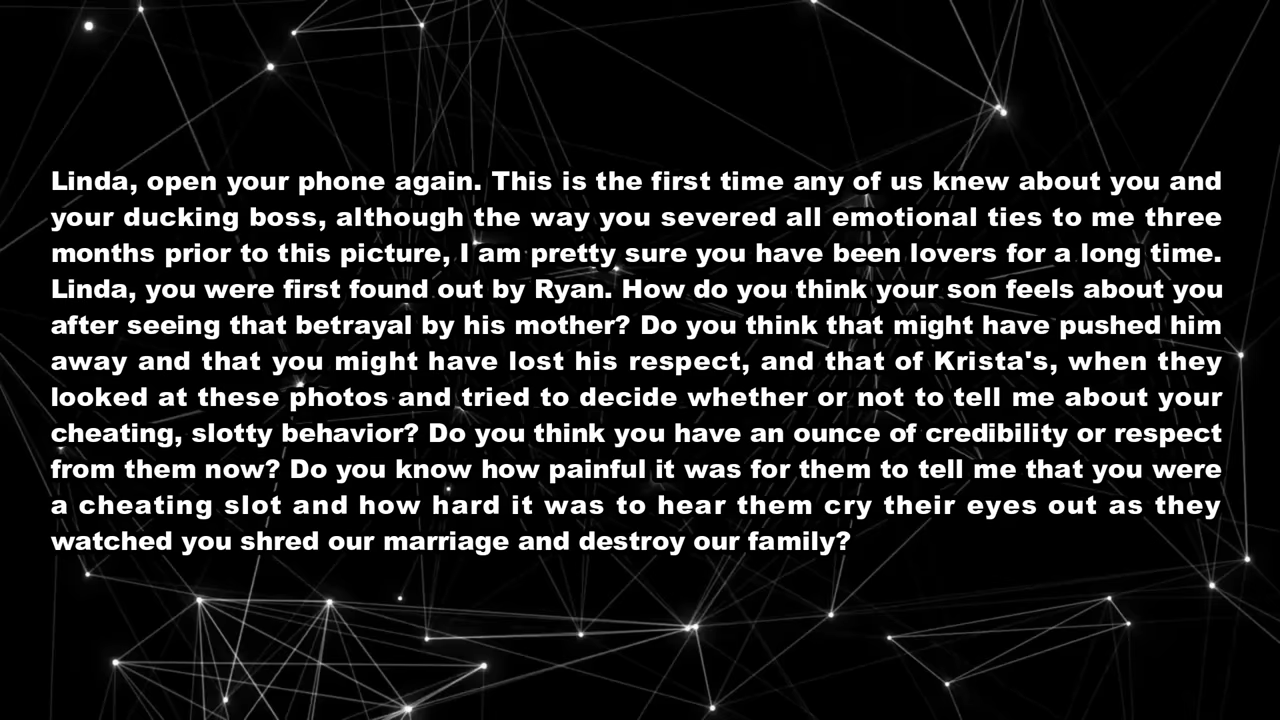 Linda, open your phone again. This is the first time any of us knew about you and
your ducking boss, although the way you severed all emotional ties to me three
months prior to this picture, I am pretty sure you have been lovers for a long time.
Linda, you were first found out by Ryan. How do you think your son feels about you
after seeing that betrayal by his mother? Do you think that might have pushed him
away and that you might have lost his respect, and that of Krista's, when they
looked at these photos and tried to decide whether or not to tell me about your
cheating, slotty behavior? Do you think you have an ounce of credibility or respect
from them now? Do you know how painful it was for them to tell me that you were
a cheating slot and how hard it was to hear them cry their eyes out as they
watched you shred our marriage and destroy our family?